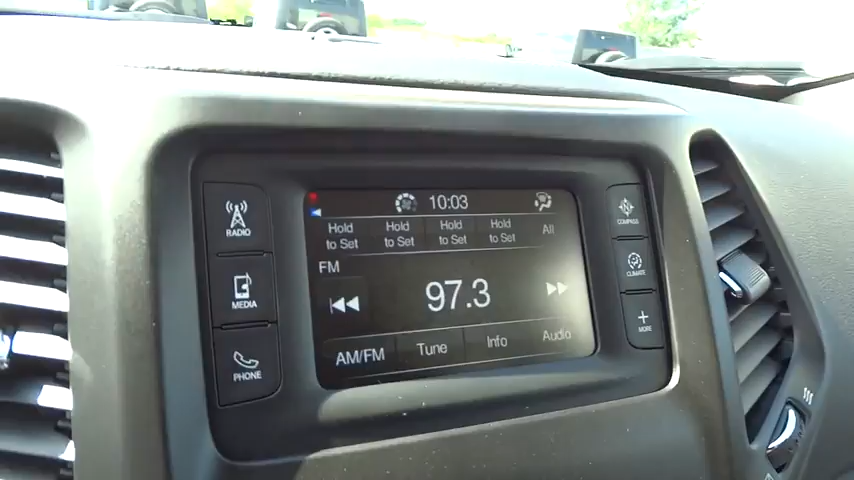 10:03
Hold to Set
Hold to Set
Hold to Set
Hold to Set
All
FM
97.3
AM/FM
Tune
Info
Audio
RADIO
MEDIA
PHONE
COMPASS
CLIMATE
MORE